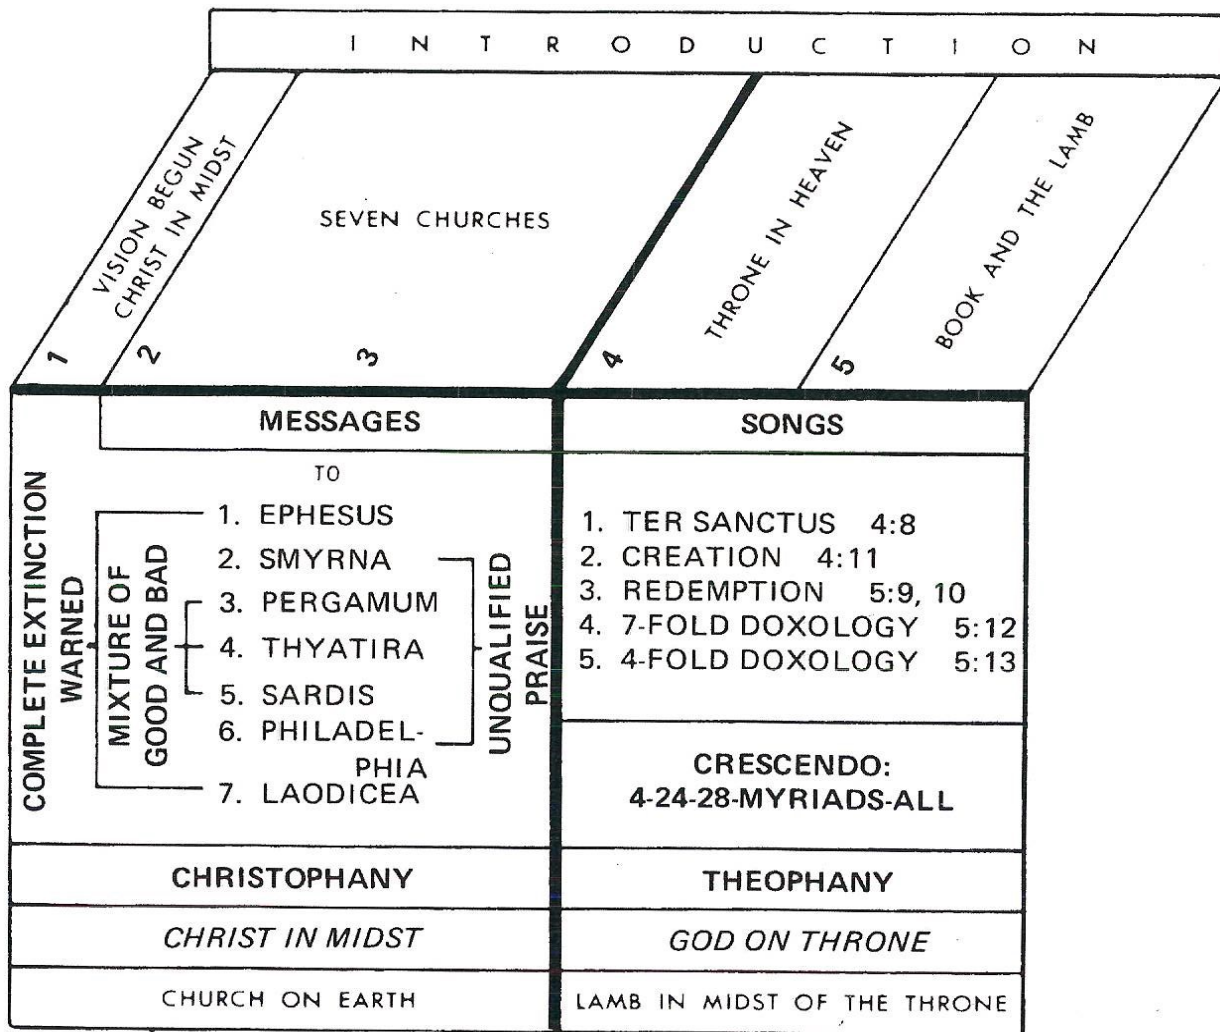 INTRODUCTION
VISION BEGUN
CHRIST IN MIDST
SEVEN CHURCHES
THRONE IN HEAVEN
BOOK AND THE LAMB
1
2
3
4
5
MESSAGES
TO
1. EPHESUS
2. SMYRNA
3. PERGAMUM
4. THYATIRA
5. SARDIS
6. PHILADEL-
PHIA
7. LAODICEA
COMPLETE EXTINCTION
WARNED
MIXTURE OF
GOOD AND BAD
UNQUALIFIED
PRAISE
SONGS
1. TER SANCTUS 4:8
2. CREATION 4:11
3. REDEMPTION 5:9, 10
4. 7-FOLD DOXOLOGY 5:12
5. 4-FOLD DOXOLOGY 5:13
CRESCENDO:
4-24-28-MYRIADS-ALL
CHRISTOPHANY
THEOPHANY
CHRIST IN MIDST
GOD ON THRONE
CHURCH ON EARTH
LAMB IN MIDST OF THE THRONE